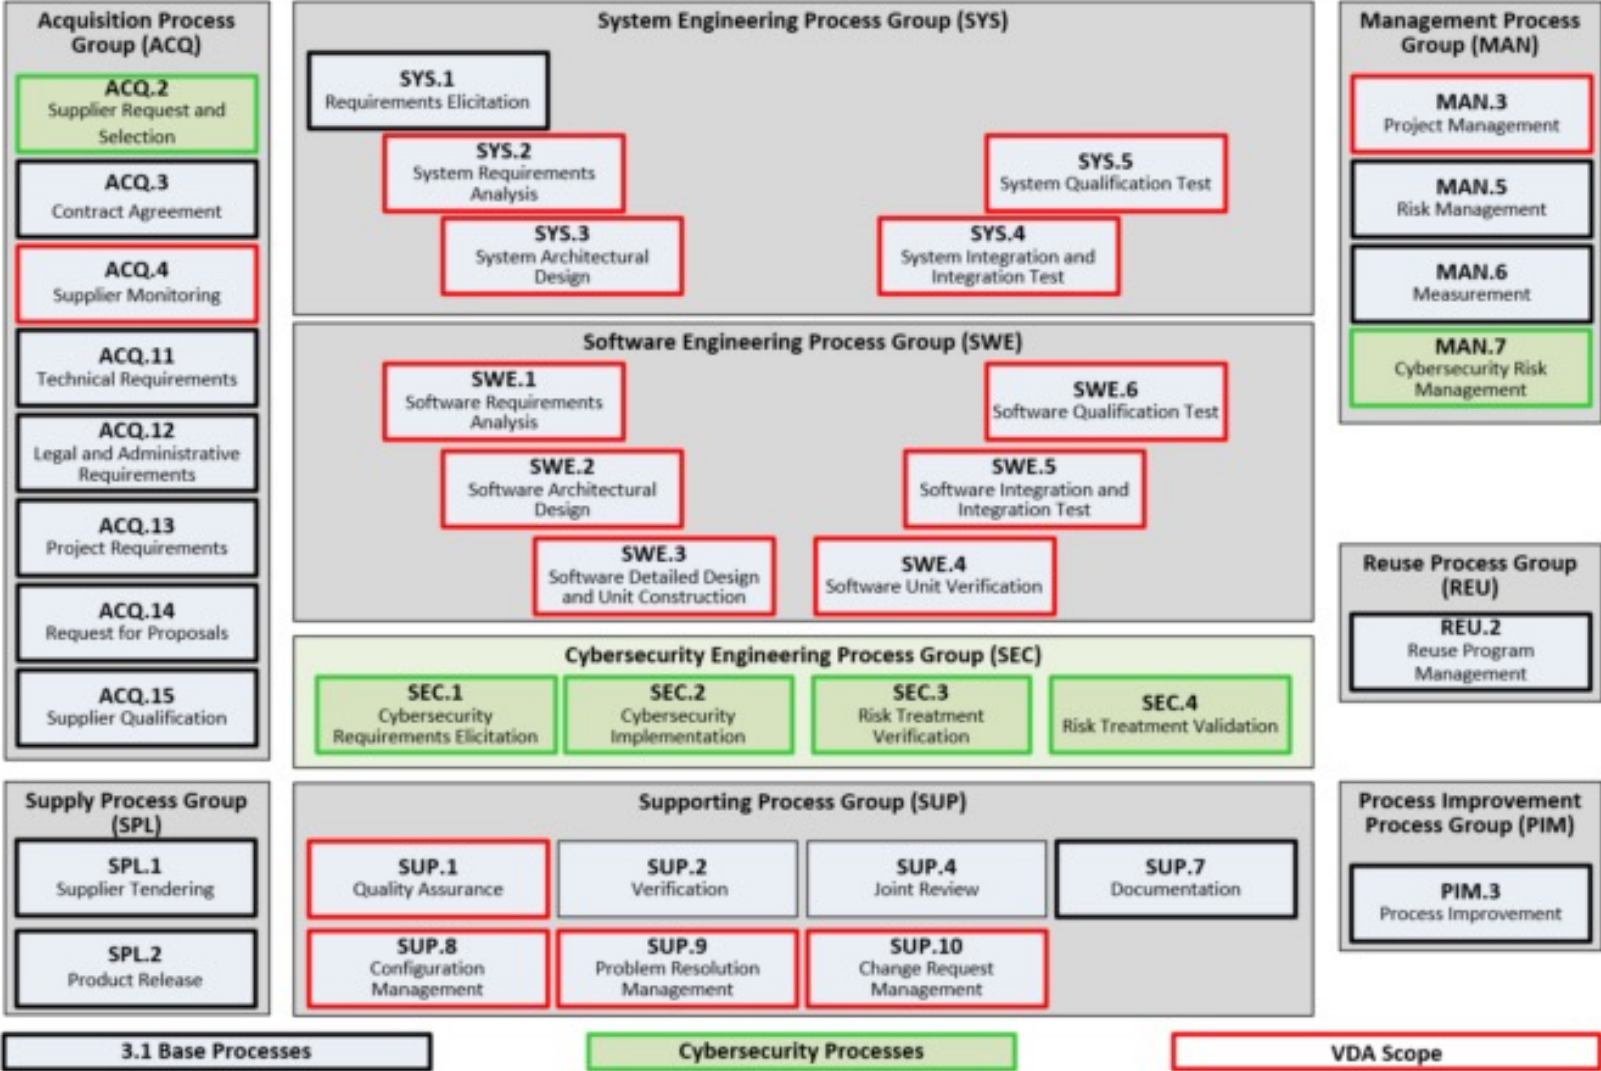 Acquisition Process
Group (ACQ)
ACQ.2
Supplier Request and
Selection
ACQ.3
Contract Agreement
ACQ.4
Supplier Monitoring
ACQ.11
Technical Requirements
ACQ.12
Legal and Administrative
Requirements
ACQ.13
Project Requirements
ACQ.14
Request for Proposals
ACQ.15
Supplier Qualification
Supply Process Group
(SPL)
SPL.1
Supplier Tendering
SPL.2
Product Release
System Engineering Process Group (SYS)
SYS.1
Requirements Elicitation
SYS.2
System Requirements
Analysis
SYS.3
System Architectural
Design
SYS.5
System Qualification Test
SYS.4
System Integration and
Integration Test
Software Engineering Process Group (SWE)
SWE.1
Software Requirements
Analysis
SWE.2
Software Architectural
Design
SWE.3
Software Detailed Design
and Unit Construction
SWE.6
Software Qualification Test
SWE.5
Software Integration and
Integration Test
SWE.4
Software Unit Verification
Cybersecurity Engineering Process Group (SEC)
SEC.1
Cybersecurity
Requirements Elicitation
SEC.2
Cybersecurity
Implementation
SEC.3
Risk Treatment
Verification
SEC.4
Risk Treatment Validation
Supporting Process Group (SUP)
SUP.1
Quality Assurance
SUP.2
Verification
SUP.4
Joint Review
SUP.7
Documentation
SUP.8
Configuration
Management
SUP.9
Problem Resolution
Management
SUP.10
Change Request
Management
Management Process
Group (MAN)
MAN.3
Project Management
MAN.5
Risk Management
MAN.6
Measurement
MAN.7
Cybersecurity Risk
Management
Reuse Process Group
(REU)
REU.2
Reuse Program
Management
Process Improvement
Process Group (PIM)
PIM.3
Process Improvement
3.1 Base Processes
Cybersecurity Processes
VDA Scope